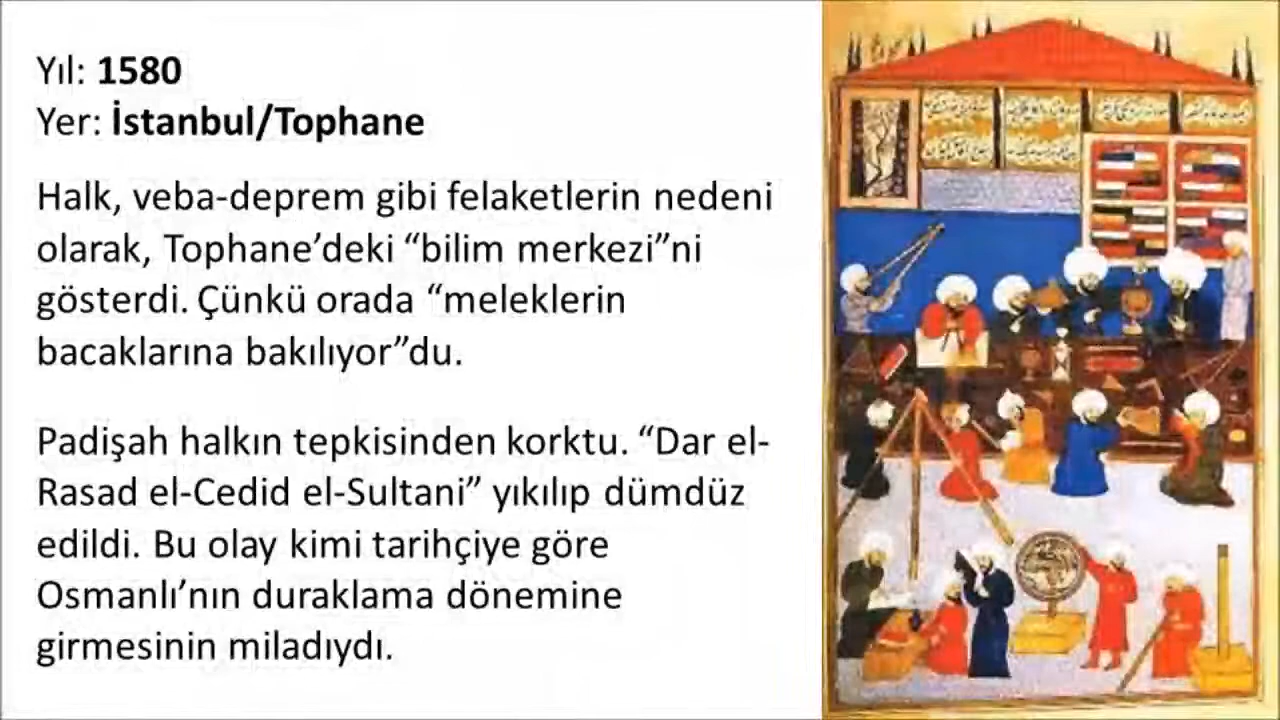 Yıl: 1580
Yer: İstanbul/Tophane
Halk, veba-deprem gibi felaketlerin nedeni
olarak, Tophane’deki “bilim merkezi”ni
gösterdi. Çünkü orada “meleklerin
bacaklarına bakılıyor”du.
Padişah halkın tepkisinden korktu. “Dar el-
Rasad el-Cedid el-Sultani” yıkılıp dümdüz
edildi. Bu olay kimi tarihçiye göre
Osmanlı’nın duraklama dönemine
girmesinin miladıydı.